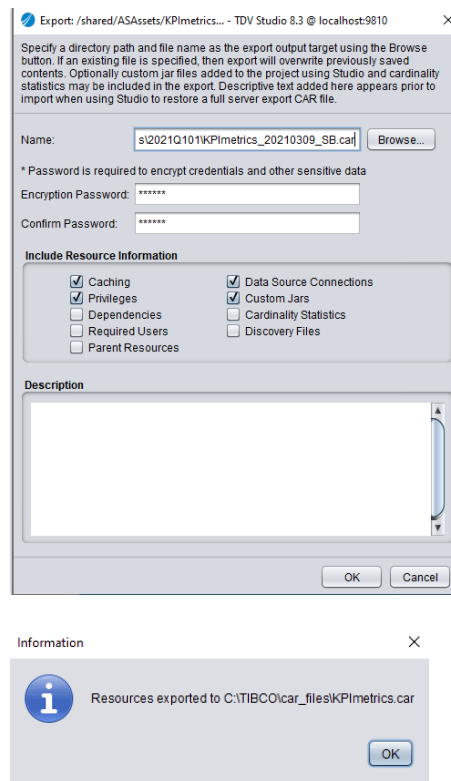 Export: /shared/ASAssets/KPImetrics... - TDV Studio 8.3 @ localhost:9810
Specify a directory path and file name as the export output target using the Browse
button. If an existing file is specified, then export will overwrite previously saved
contents. Optionally custom jar files added to the project using Studio and cardinality
statistics may be included in the export. Descriptive text added here appears prior to
import when using Studio to restore a full server export CAR file.
Name: s\2021Q101\KPImetrics_20210309_SB.car Browse...
* Password is required to encrypt credentials and other sensitive data
Encryption Password: ******
Confirm Password: ******
Include Resource Information
Caching Data Source Connections
Privileges Custom Jars
Dependencies Cardinality Statistics
Required Users Discovery Files
Parent Resources
Description
OK Cancel
Information
Resources exported to C:\TIBCO\car_files\KPImetrics.car
OK